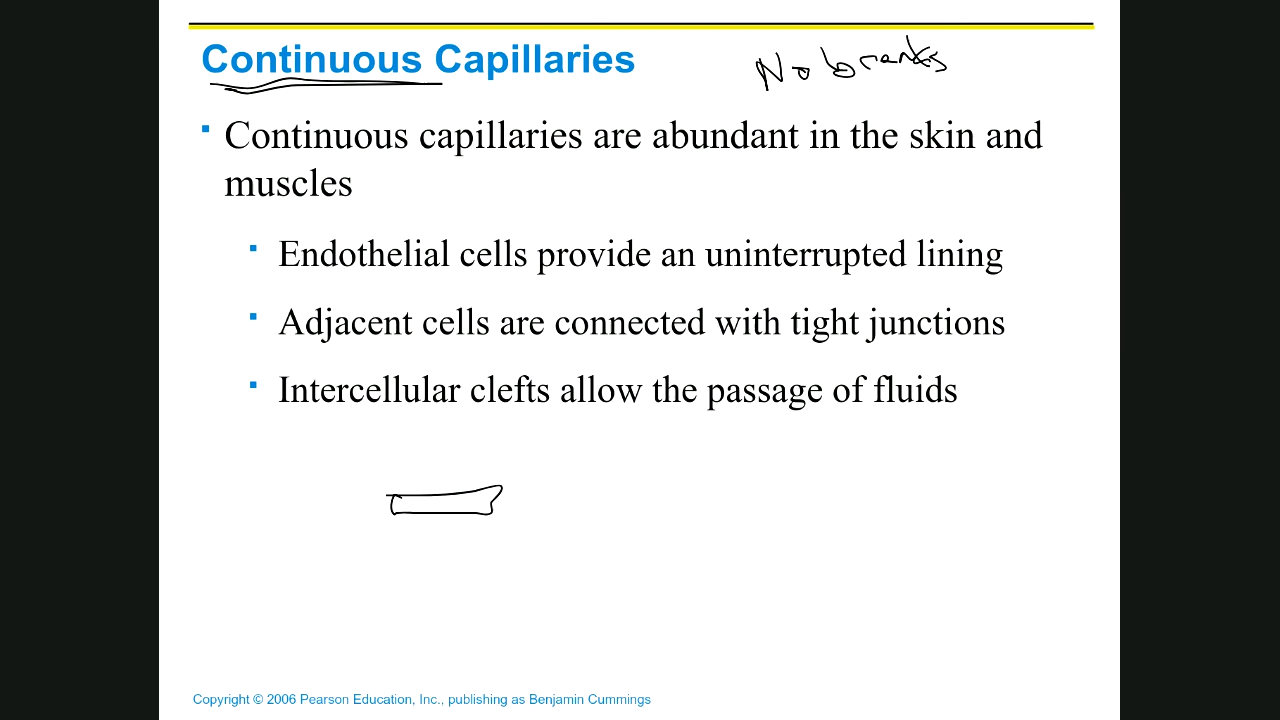 Continuous Capillaries
No
Continuous capillaries are abundant in the skin and
muscles
Endothelial cells provide an uninterrupted lining
Adjacent cells are connected with tight junctions
Intercellular clefts allow the passage of fluids
Copyright © 2006 Pearson Education, Inc., publishing as Benjamin Cummings